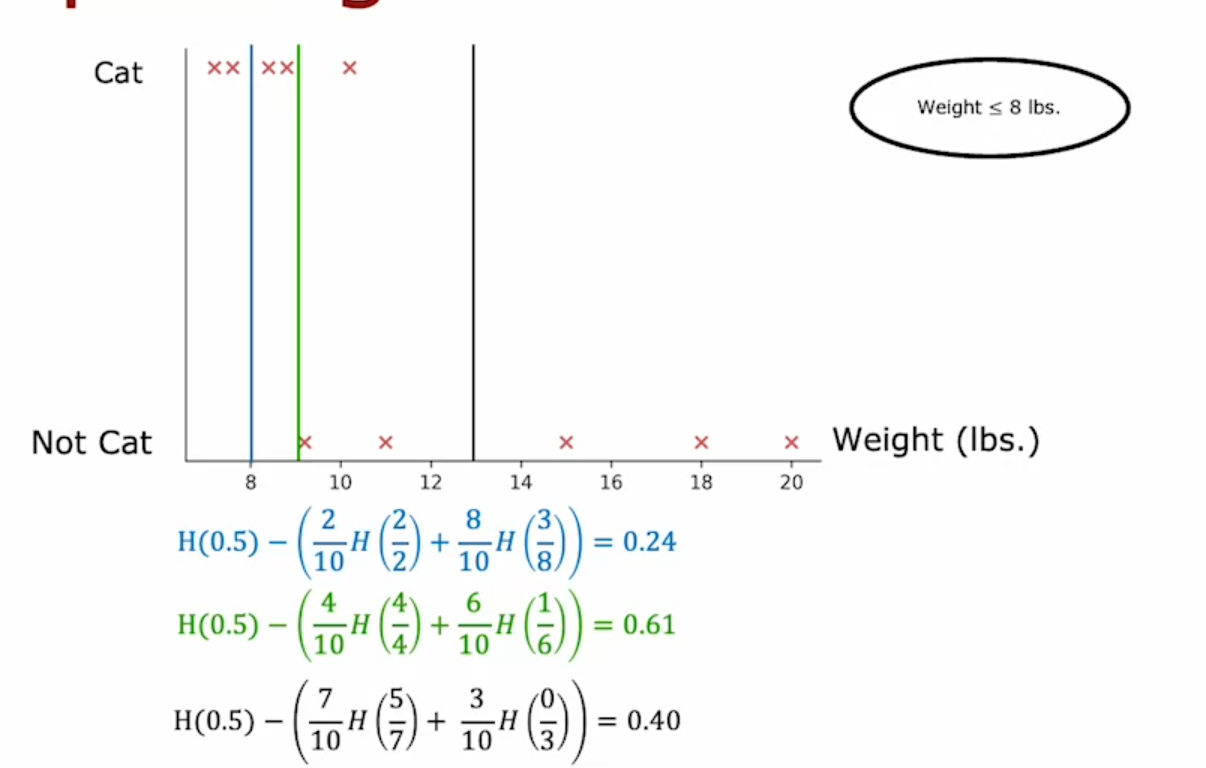 Cat
Weight ≤ 8 lbs.
Not Cat
Weight (lbs.)
8 10 12 14 16 18 20
H(0.5) − (2/10 H(2/2) + 8/10 H(3/8)) = 0.24
H(0.5) − (4/10 H(4/4) + 6/10 H(1/6)) = 0.61
H(0.5) − (7/10 H(5/7) + 3/10 H(0/3)) = 0.40